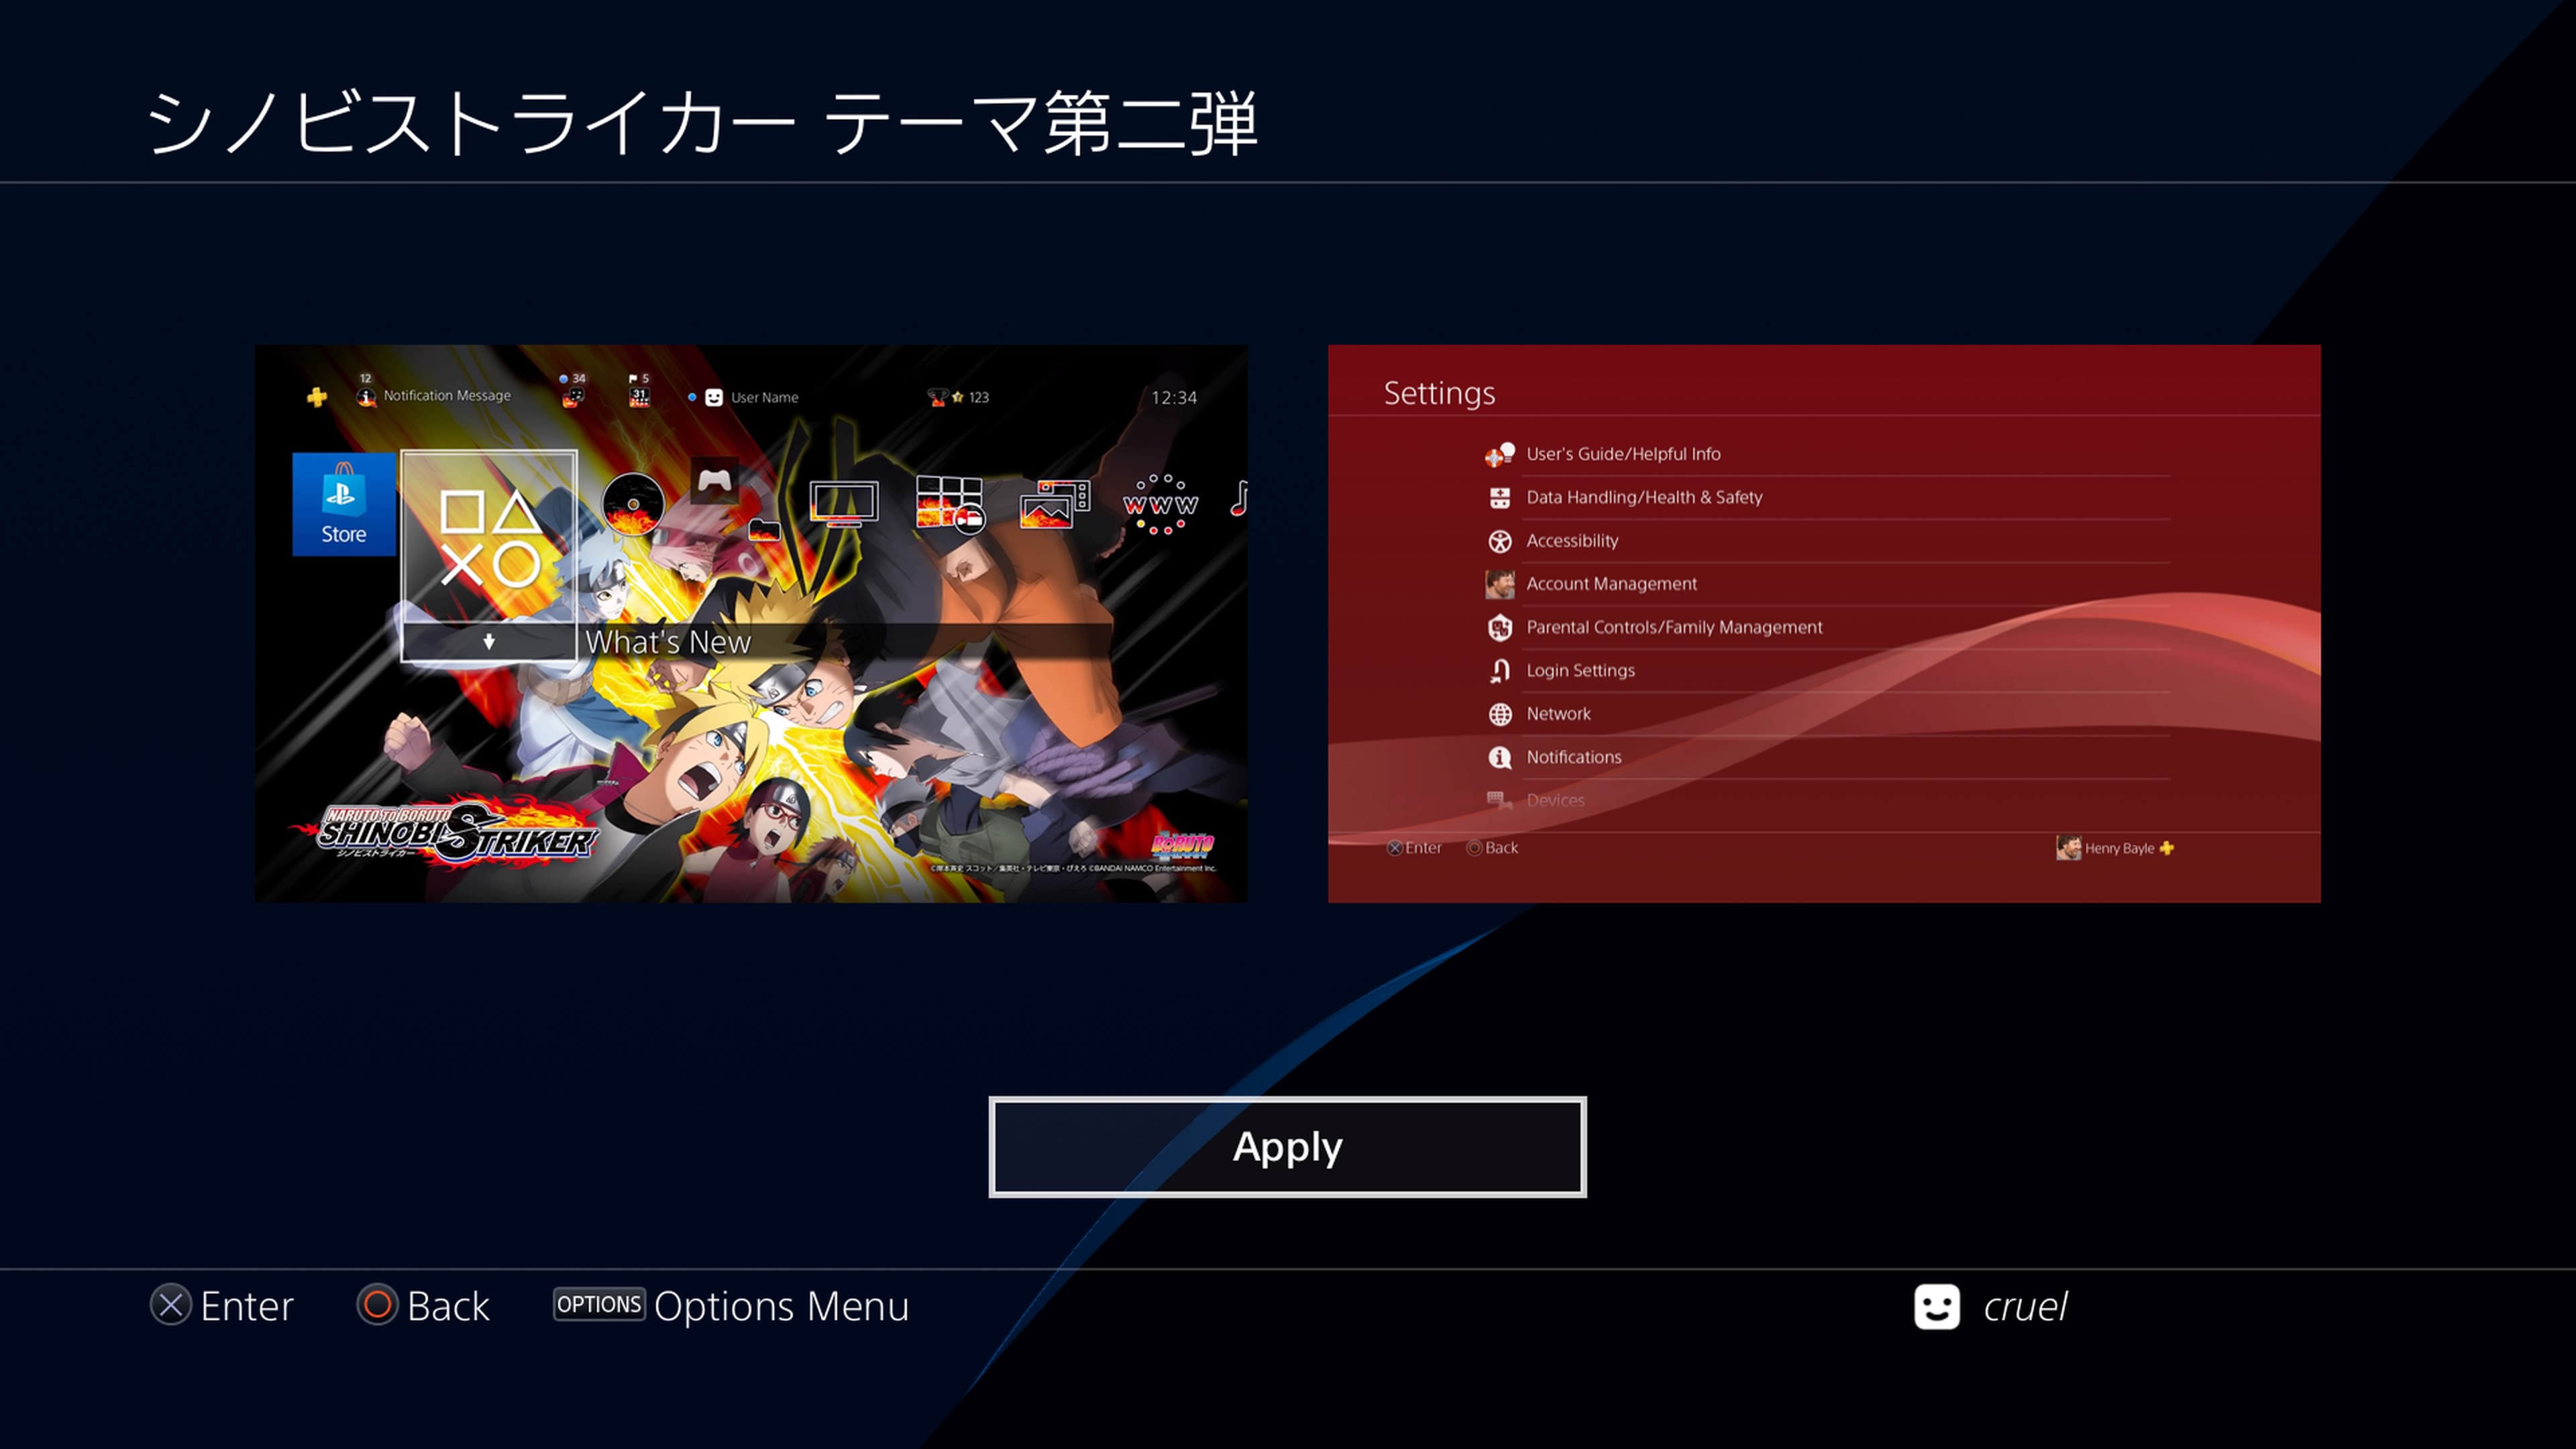 シノビストライカー テーマ第二弾
12
Notification Message
34
5
31
User Name
123
12:34
Store
What's New
WWW
NARUTO TO BORUTO
SHINOBI STRIKER
シノビストライカー
BORUTO
©岸本斉史 スコット/集英社・テレビ東京・ぴえろ ©BANDAI NAMCO Entertainment Inc.
Settings
User's Guide/Helpful Info
Data Handling/Health & Safety
Accessibility
Account Management
Parental Controls/Family Management
Login Settings
Network
Notifications
Devices
Enter Back
Henry Bayle
Apply
Enter Back OPTIONS Options Menu
cruel